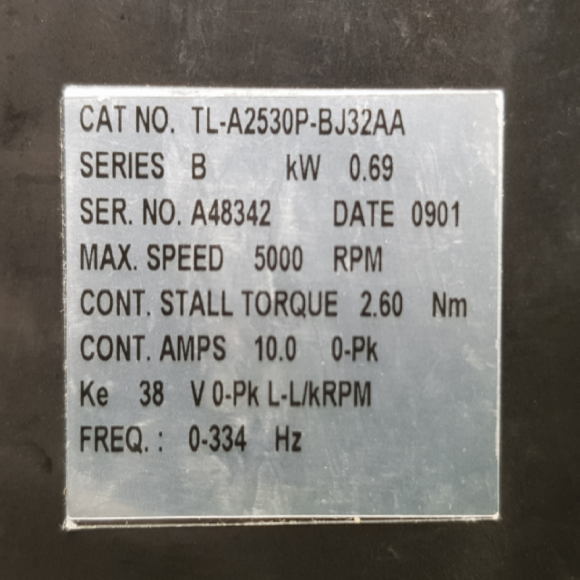 CAT NO. TL-A2530P-BJ32AA
SERIES B kW 0.69
SER. NO. A48342 DATE 0901
MAX. SPEED 5000 RPM
CONT. STALL TORQUE 2.60 Nm
CONT. AMPS 10.0 0-Pk
Ke 38 V 0-Pk L-L/kRPM
FREQ. : 0-334 Hz